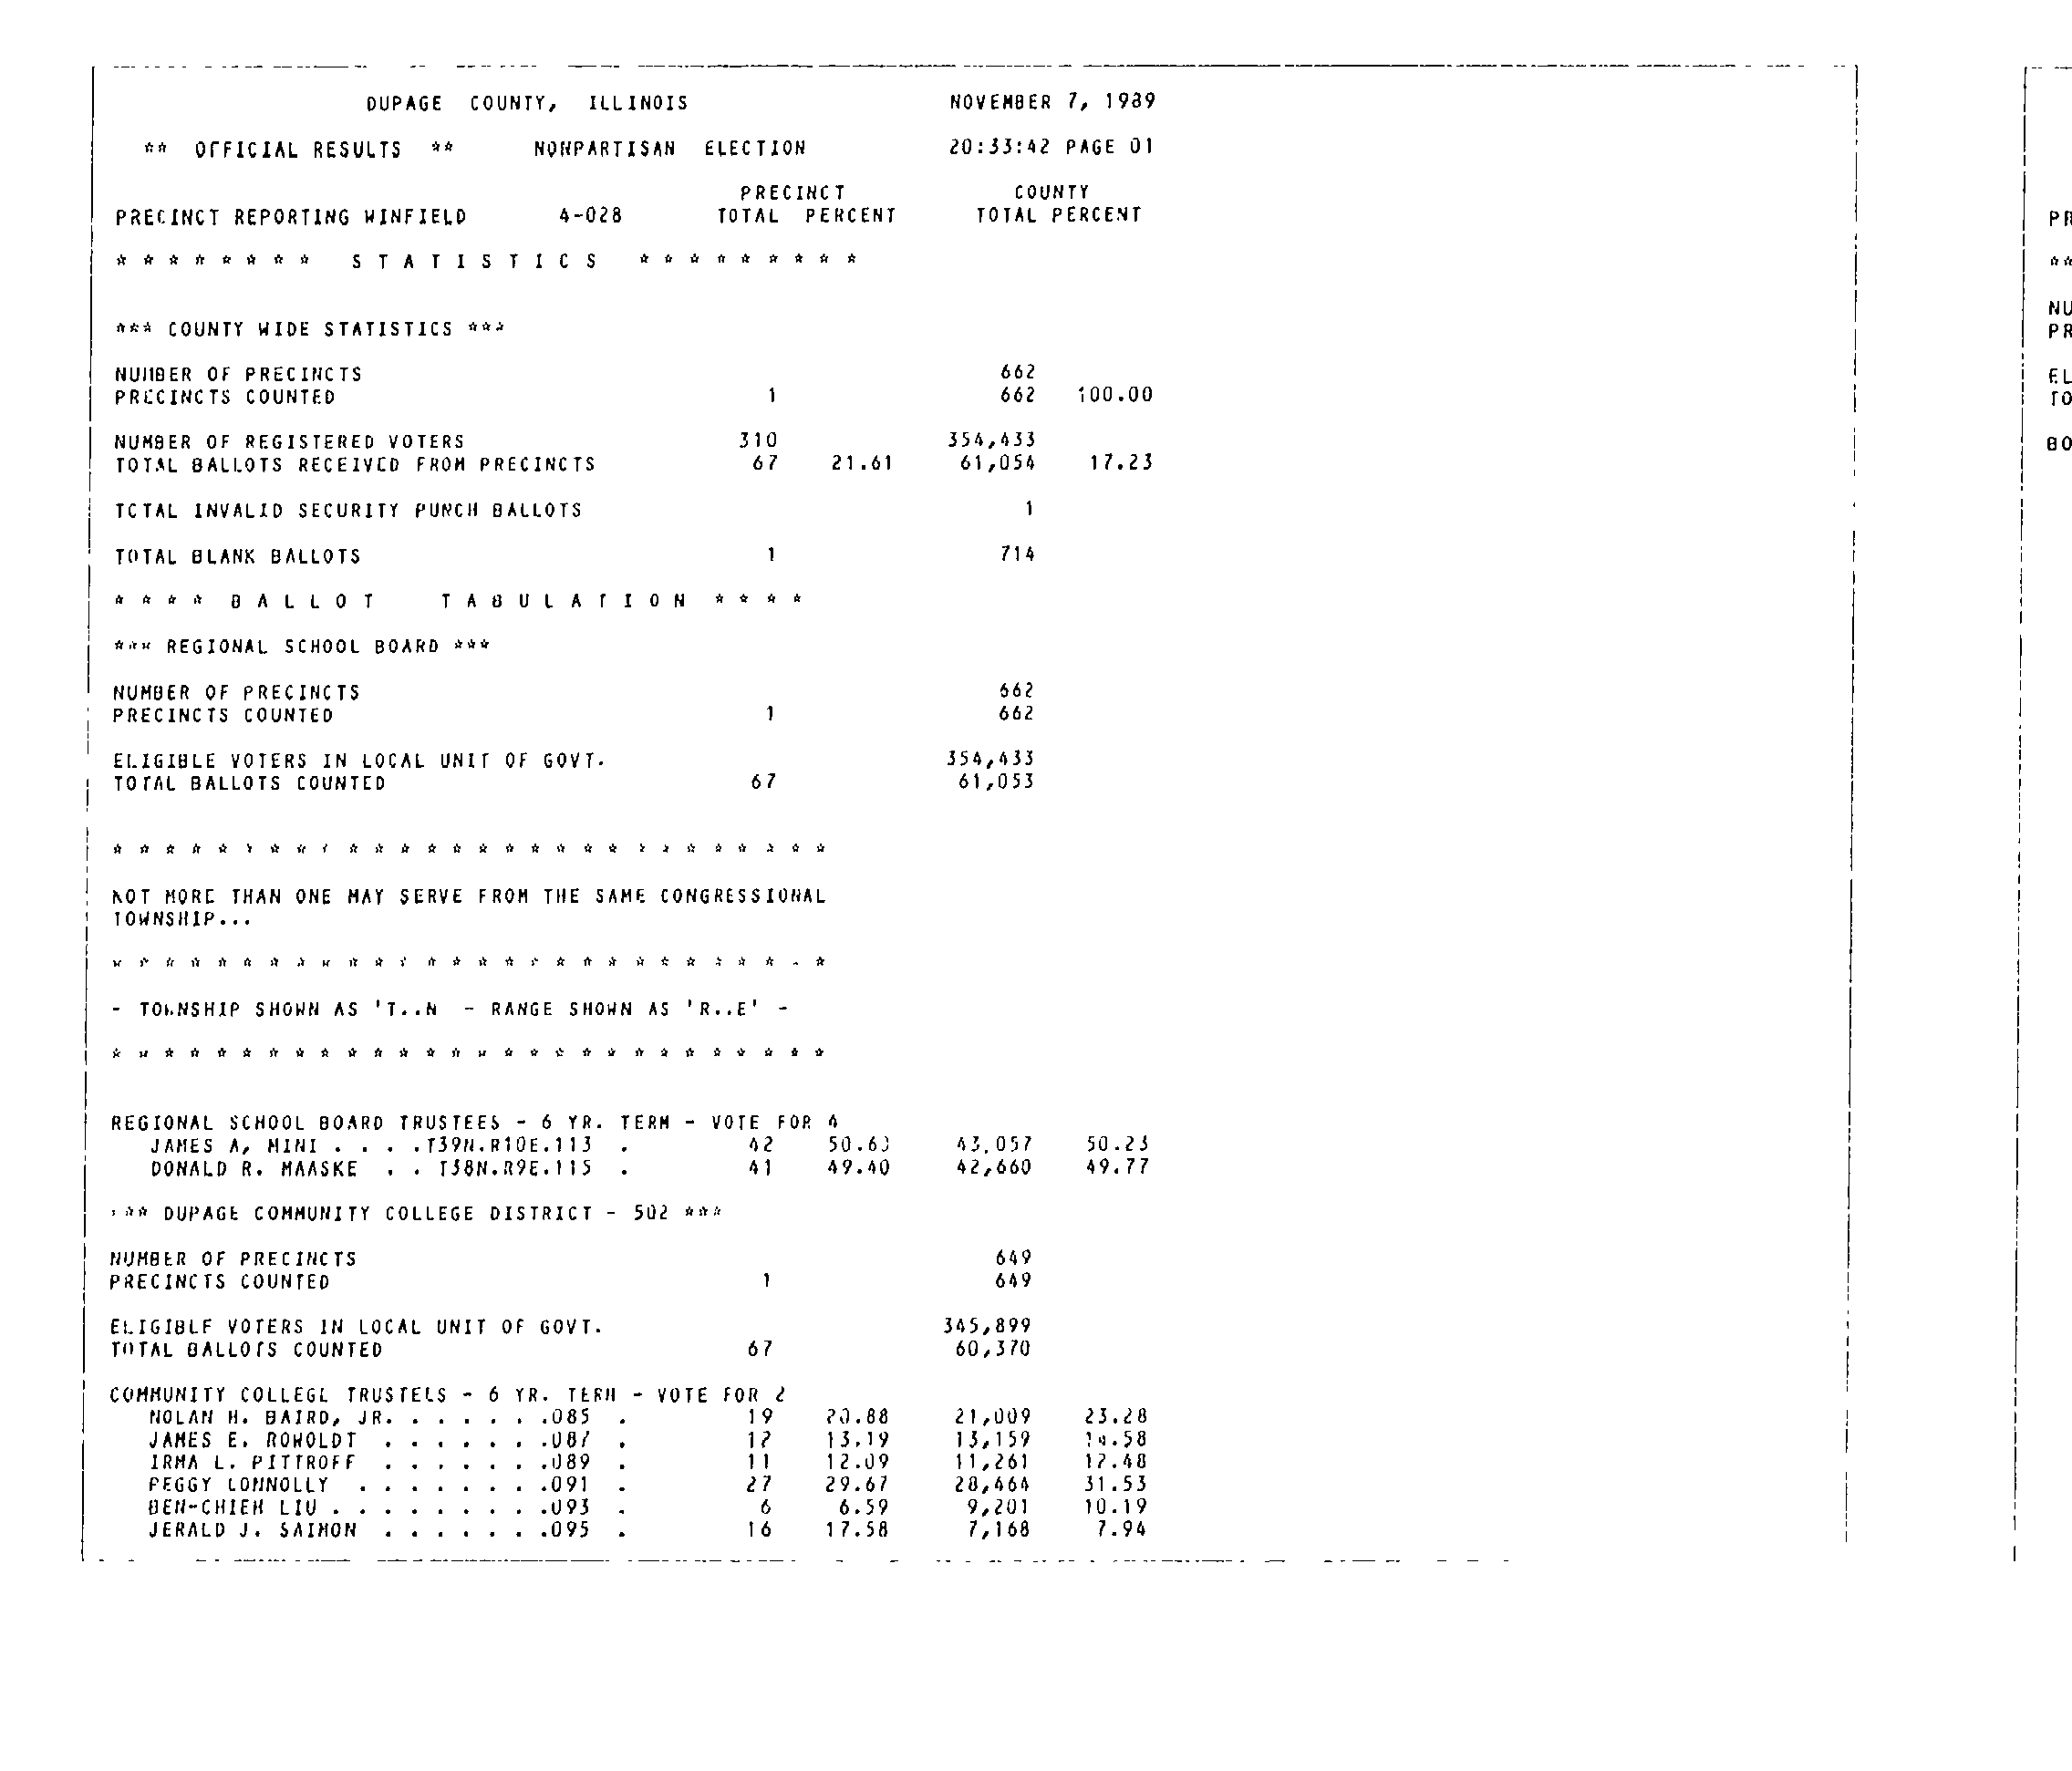 DUPAGE COUNTY, ILLINOIS NOVEMBER 7, 1989
** OFFICIAL RESULTS ** NONPARTISAN ELECTION 20:33:42 PAGE 01
PRECINCT COUNTY
PRECINCT REPORTING WINFIELD 4-028 TOTAL PERCENT TOTAL PERCENT
* * * * * * * * S T A T I S T I C S * * * * * * * * *
*** COUNTY WIDE STATISTICS ***
NUMBER OF PRECINCTS 662
PRECINCTS COUNTED 1 662 100.00
NUMBER OF REGISTERED VOTERS 310 354,433
TOTAL BALLOTS RECEIVED FROM PRECINCTS 67 21.61 61,054 17.23
TOTAL INVALID SECURITY PUNCH BALLOTS 1
TOTAL BLANK BALLOTS 1 714
* * * * B A L L O T T A B U L A T I O N * * * *
*** REGIONAL SCHOOL BOARD ***
NUMBER OF PRECINCTS 662
PRECINCTS COUNTED 1 662
ELIGIBLE VOTERS IN LOCAL UNIT OF GOVT. 354,433
TOTAL BALLOTS COUNTED 67 61,053
* * * * * * * * * * * * * * * * * * * * * * * * * * * *
NOT MORE THAN ONE MAY SERVE FROM THE SAME CONGRESSIONAL
TOWNSHIP...
* * * * * * * * * * * * * * * * * * * * * * * * * * * *
- TOWNSHIP SHOWN AS 'T..N - RANGE SHOWN AS 'R..E' -
* * * * * * * * * * * * * * * * * * * * * * * * * * * *
REGIONAL SCHOOL BOARD TRUSTEES - 6 YR. TERM - VOTE FOR 4
JAMES A. MINI . . . .T39N.R10E.113 . 42 50.60 43,057 50.23
DONALD R. MAASKE . . T38N.R9E.115 . 41 49.40 42,660 49.77
*** DUPAGE COMMUNITY COLLEGE DISTRICT - 502 ***
NUMBER OF PRECINCTS 649
PRECINCTS COUNTED 1 649
ELIGIBLE VOTERS IN LOCAL UNIT OF GOVT. 345,899
TOTAL BALLOTS COUNTED 67 60,370
COMMUNITY COLLEGE TRUSTEES - 6 YR. TERM - VOTE FOR 2
NOLAN H. BAIRD, JR. . . . . . .085 . 19 20.88 21,009 23.28
JAMES E. ROWOLDT . . . . . . .087 . 12 13.19 13,159 14.58
IRMA L. PITTROFF . . . . . . .089 . 11 12.09 11,261 12.48
PEGGY CONNOLLY . . . . . . . .091 . 27 29.67 28,464 31.53
BEN-CHIEH LIU . . . . . . . . .093 . 6 6.59 9,201 10.19
JERALD J. SAIMON . . . . . . .095 . 16 17.58 7,168 7.94
PR
**
NU
PR
EL
TO
BO